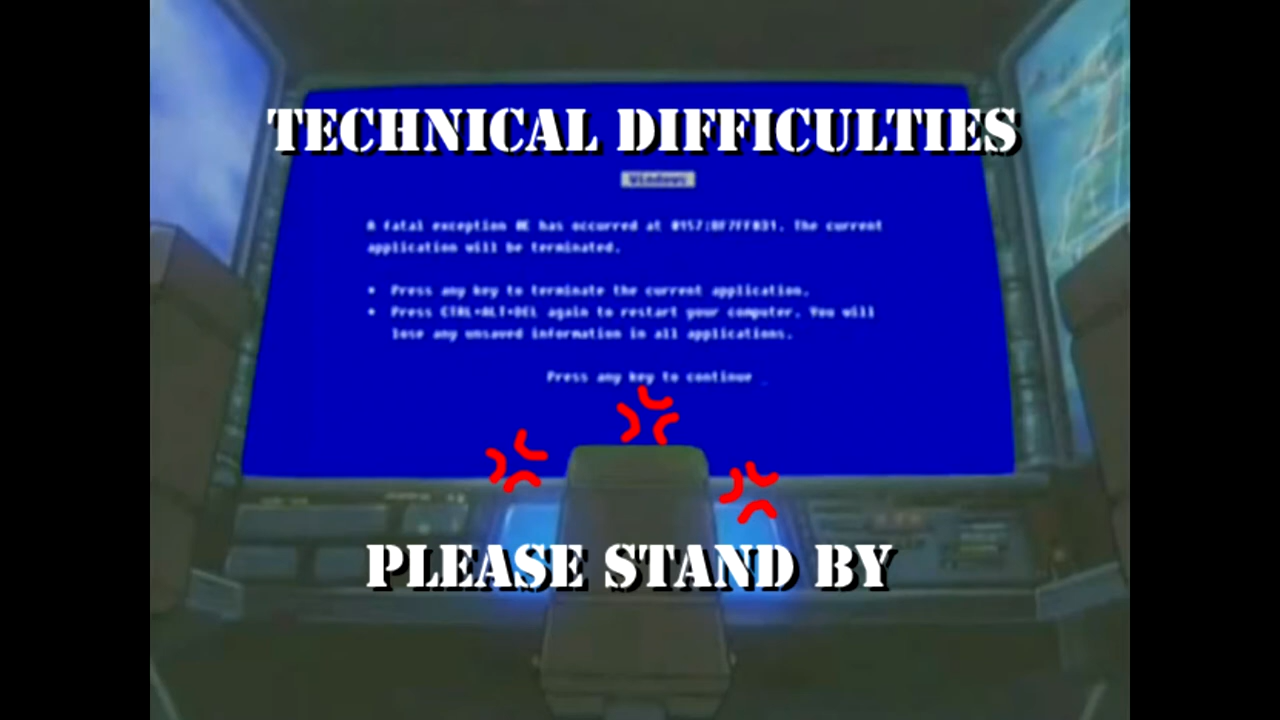 TECHNICAL DIFFICULTIES
Windows
A fatal exception 0E has occurred at 0157:BF7FF831. The current
application will be terminated.
• Press any key to terminate the current application.
• Press CTRL+ALT+DEL again to restart your computer. You will
lose any unsaved information in all applications.
Press any key to continue _
PLEASE STAND BY